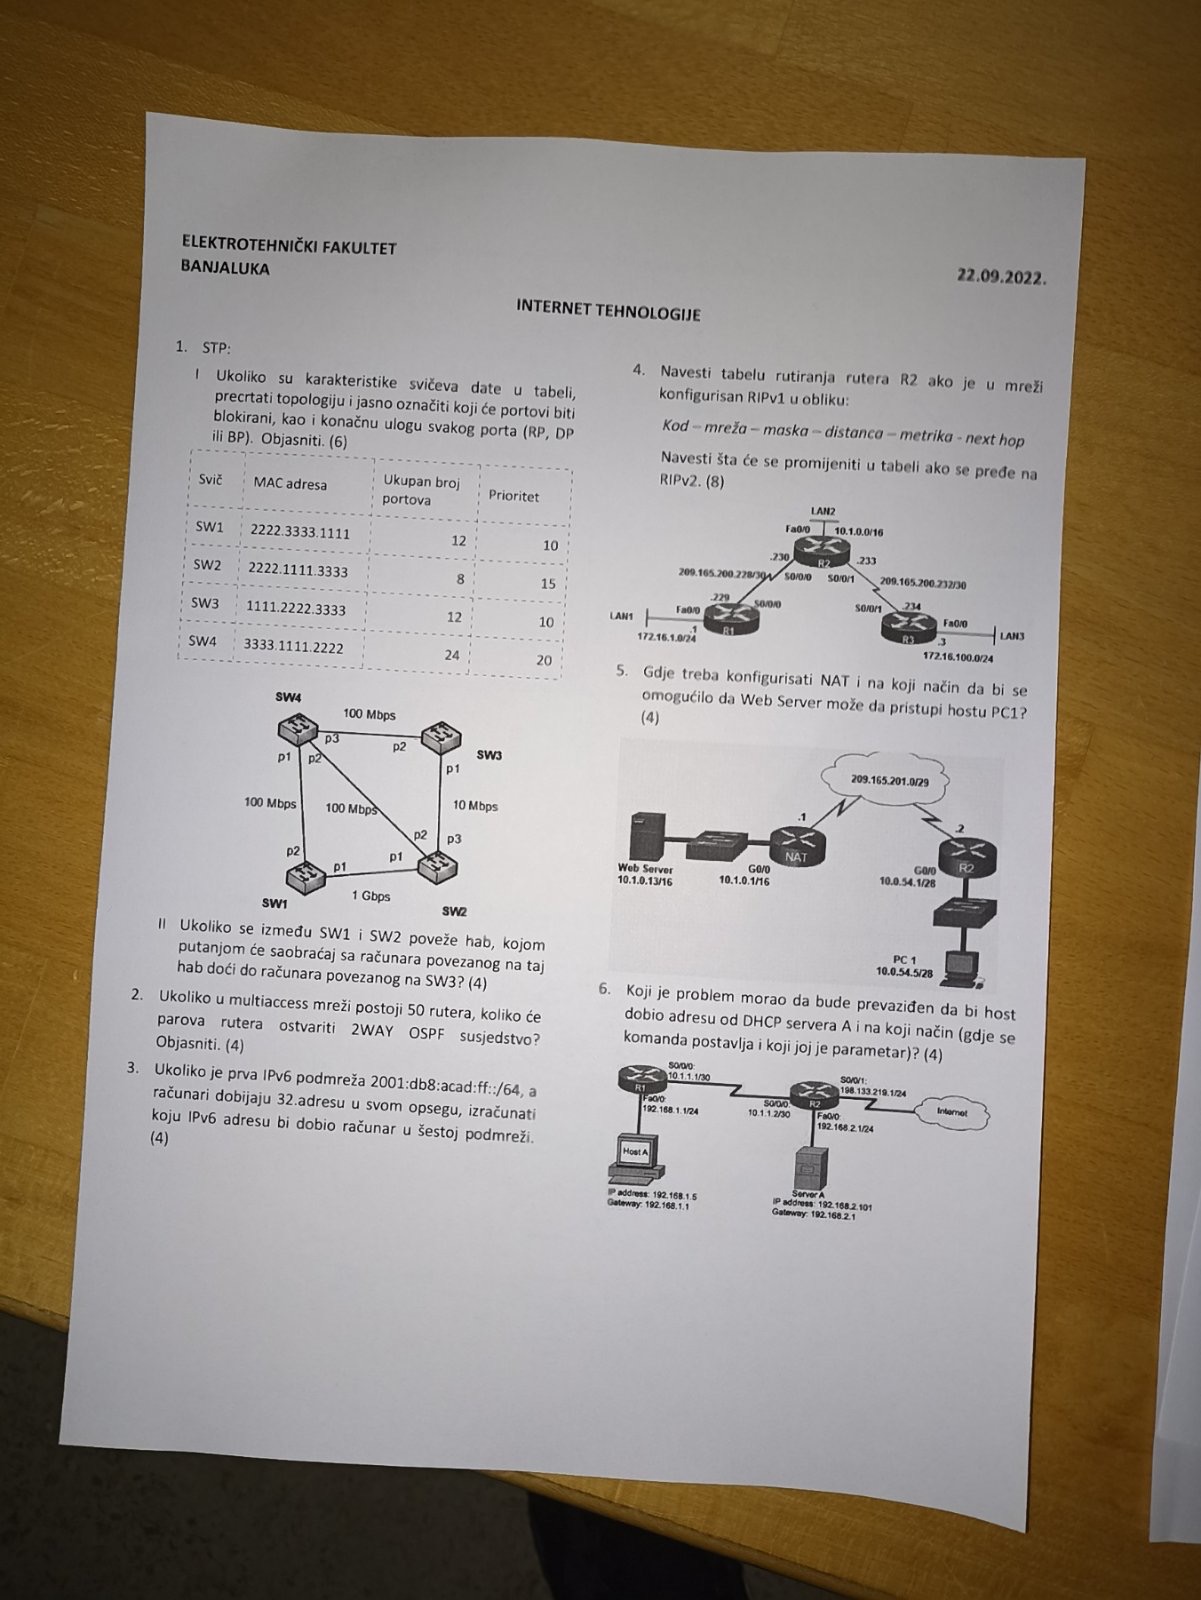 ELEKTROTEHNIČKI FAKULTET
BANJALUKA
22.09.2022.
INTERNET TEHNOLOGIJE
1. STP:
I Ukoliko su karakteristike svičeva date u tabeli,
precrtati topologiju i jasno označiti koji će portovi biti
blokirani, kao i konačnu ulogu svakog porta (RP, DP
ili BP). Objasniti. (6)
Svič MAC adresa Ukupan broj portova Prioritet
SW1 2222.3333.1111 12 10
SW2 2222.1111.3333 8 15
SW3 1111.2222.3333 12 10
SW4 3333.1111.2222 24 20
SW4
100 Mbps
p3
p2
SW3
p1
p2
p1
100 Mbps
100 Mbps
10 Mbps
p2
p3
p2
p1
p1
1 Gbps
SW1
SW2
II Ukoliko se između SW1 i SW2 poveže hab, kojom
putanjom će saobraćaj sa računara povezanog na taj
hab doći do računara povezanog na SW3? (4)
2. Ukoliko u multiaccess mreži postoji 50 rutera, koliko će
parova rutera ostvariti 2WAY OSPF susjedstvo?
Objasniti. (4)
3. Ukoliko je prva IPv6 podmreža 2001:db8:acad:ff::/64, a
računari dobijaju 32.adresu u svom opsegu, izračunati
koju IPv6 adresu bi dobio računar u šestoj podmreži.
(4)
4. Navesti tabelu rutiranja rutera R2 ako je u mreži
konfigurisan RIPv1 u obliku:
Kod – mreža – maska – distanca – metrika - next hop
Navesti šta će se promijeniti u tabeli ako se pređe na
RIPv2. (8)
LAN2
Fa0/0 10.1.0.0/16
.230 R2 .233
209.165.200.228/30 S0/0/0 S0/0/1 209.165.200.232/30
.229 S0/0/0 S0/0/1 .234
LAN1 Fa0/0 R1 R3 Fa0/0 LAN3
.1 .3
172.16.1.0/24 172.16.100.0/24
5. Gdje treba konfigurisati NAT i na koji način da bi se
omogućilo da Web Server može da pristupi hostu PC1?
(4)
209.165.201.0/29
.1
.2
NAT
R2
Web Server
10.1.0.13/16
G0/0
10.1.0.1/16
G0/0
10.0.54.1/28
PC 1
10.0.54.5/28
6. Koji je problem morao da bude prevaziđen da bi host
dobio adresu od DHCP servera A i na koji način (gdje se
komanda postavlja i koji joj je parametar)? (4)
S0/0/0:
10.1.1.1/30
R1
Fa0/0:
192.168.1.1/24
S0/0/0:
10.1.1.2/30
R2
S0/0/1:
198.133.219.1/24
Internet
Fa0/0:
192.168.2.1/24
Host A
IP address: 192.168.1.5
Gateway: 192.168.1.1
Server A
IP address: 192.168.2.101
Gateway: 192.168.2.1